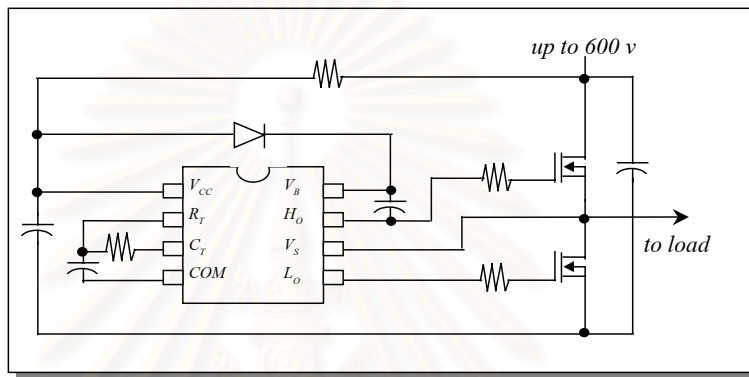 up to 600 v
V_CC V_B
R_T H_O
C_T V_S
COM L_O
to load